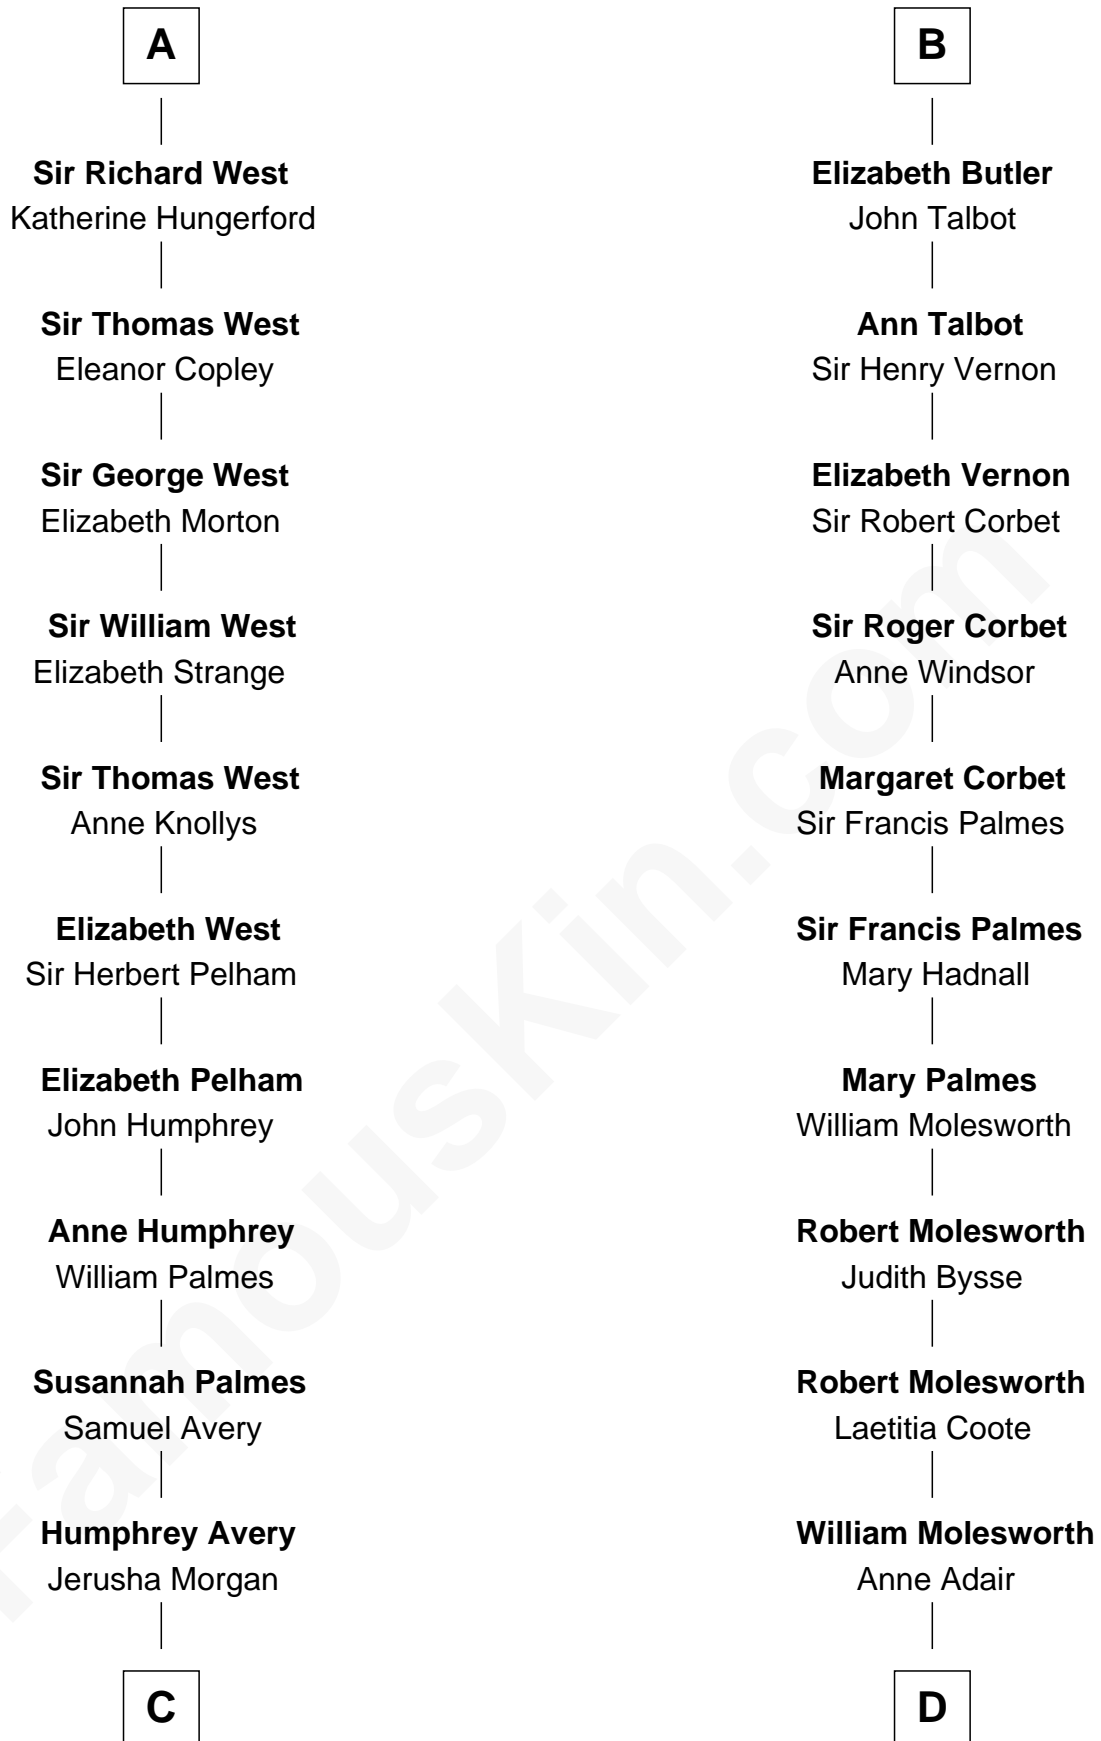 A
Sir Richard West
Katherine Hungerford
Sir Thomas West
Eleanor Copley
Sir George West
Elizabeth Morton
Sir William West
Elizabeth Strange
Sir Thomas West
Anne Knollys
Elizabeth West
Sir Herbert Pelham
Elizabeth Pelham
John Humphrey
Anne Humphrey
William Palmes
Susannah Palmes
Samuel Avery
Humphrey Avery
Jerusha Morgan
C
B
Elizabeth Butler
John Talbot
Ann Talbot
Sir Henry Vernon
Elizabeth Vernon
Sir Robert Corbet
Sir Roger Corbet
Anne Windsor
Margaret Corbet
Sir Francis Palmes
Sir Francis Palmes
Mary Hadnall
Mary Palmes
William Molesworth
Robert Molesworth
Judith Bysse
Robert Molesworth
Laetitia Coote
William Molesworth
Anne Adair
D
FamousKin.com